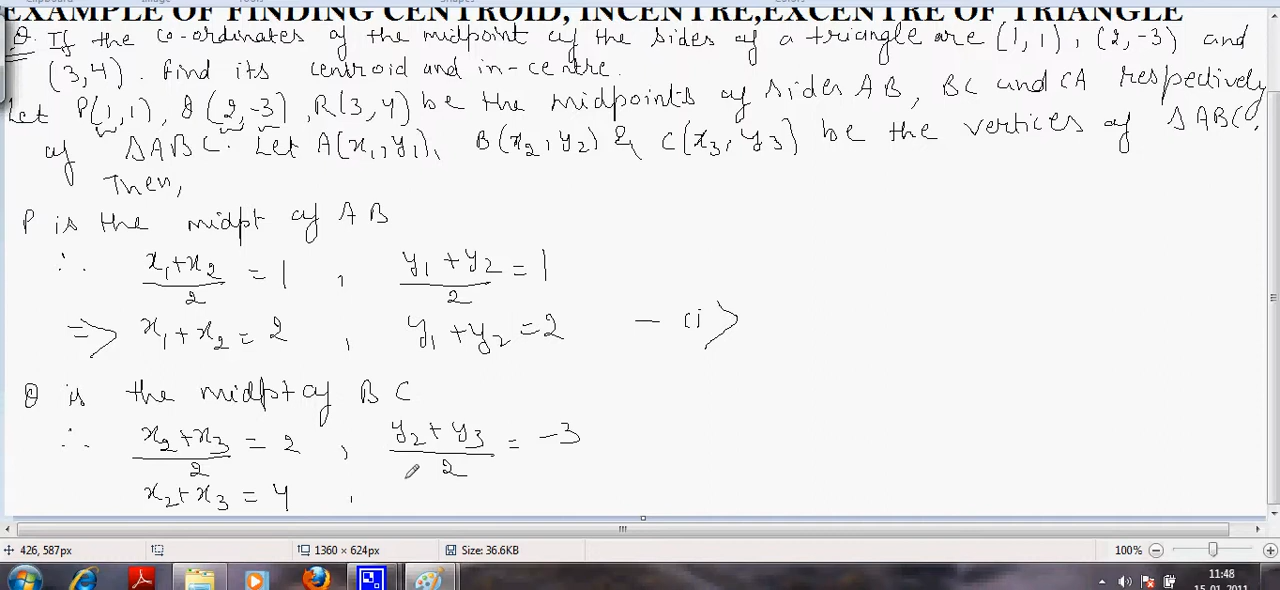 EXAMPLE OF FINDING CENTROID, INCENTRE,EXCENTRE OF TRIANGLE
Q. If the co-ordinates of the midpoint of the sides of a triangle are (1,1), (2,-3) and
(3,4). Find its centroid and in-centre.
Let P(1,1), Q(2,-3), R(3,4) be the midpoints of sides AB, BC and CA respectively
of ΔABC. Let A(x₁,y₁), B(x₂,y₂) & C(x₃,y₃) be the vertices of ΔABC.
Then,
P is the midpt of AB
∴ x₁+x₂/2 = 1 , y₁+y₂/2 = 1
=> x₁+x₂ = 2 , y₁+y₂ = 2 — (i)
Q is the midpt of BC
∴ x₂+x₃/2 = 2 , y₂+y₃/2 = -3
x₂+x₃ = 4 ,
426, 587px 1360 × 624px Size: 36.6KB 100%
11:48
15-01-2011